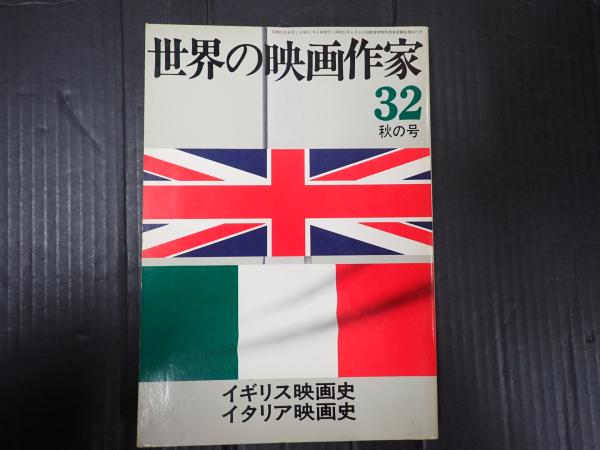 世界の映画作家
32
秋の号
イギリス映画史
イタリア映画史